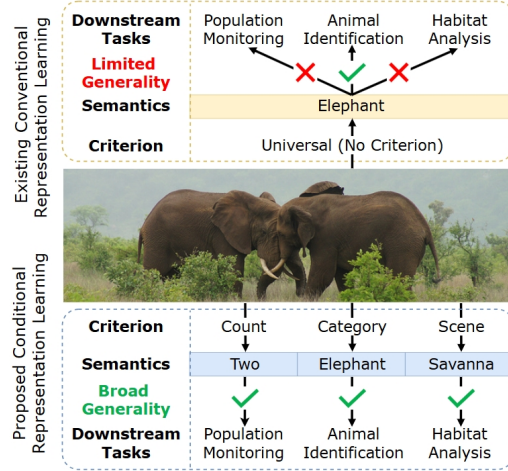 Existing Conventional
Representation Learning
Downstream
Tasks
Population
Monitoring
Animal
Identification
Habitat
Analysis
Limited
Generality
Semantics
Elephant
Criterion
Universal (No Criterion)
Proposed Conditional
Representation Learning
Criterion
Count
Category
Scene
Semantics
Two
Elephant
Savanna
Broad
Generality
Downstream
Tasks
Population
Monitoring
Animal
Identification
Habitat
Analysis